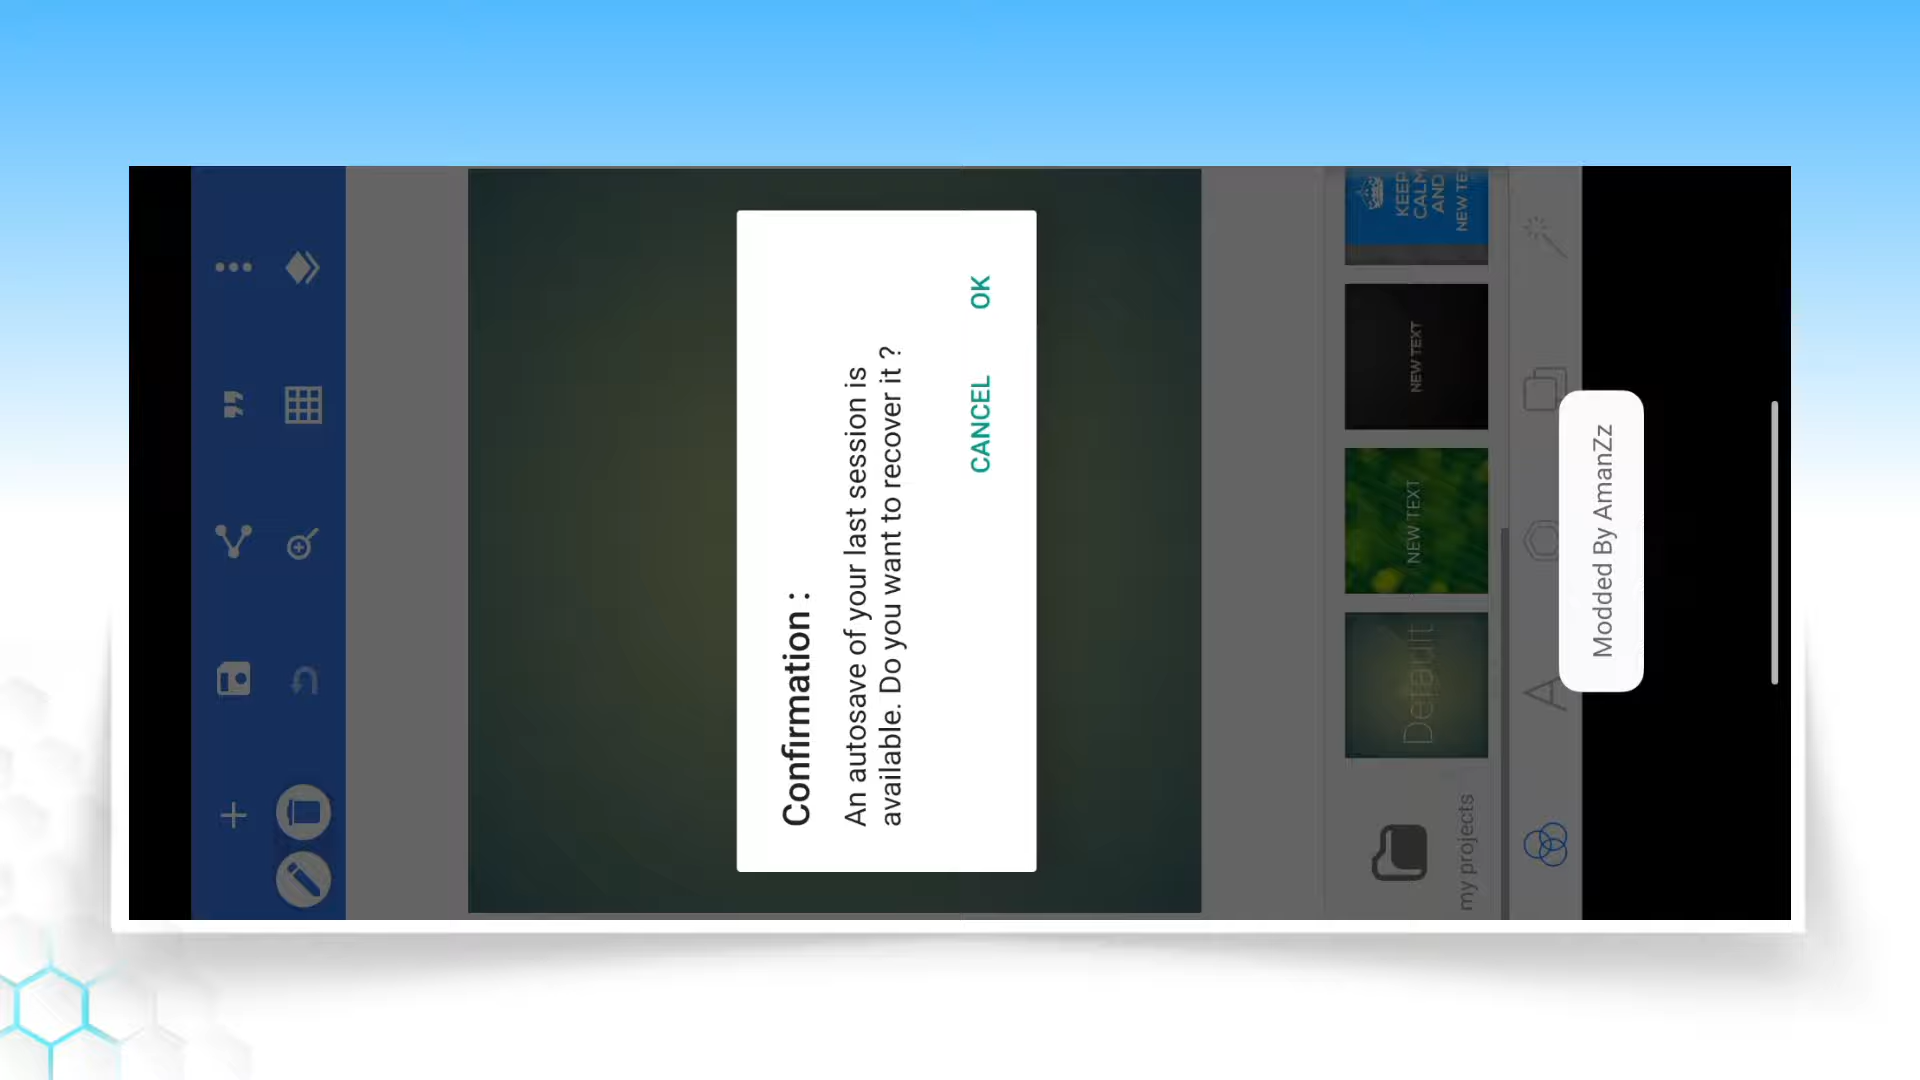 Confirmation :
An autosave of your last session is
available. Do you want to recover it ?
CANCEL OK
my projects
Default
NEW TEXT
NEW TEXT
KEEP
CALM
AND
NEW TE
Modded By AmanZz